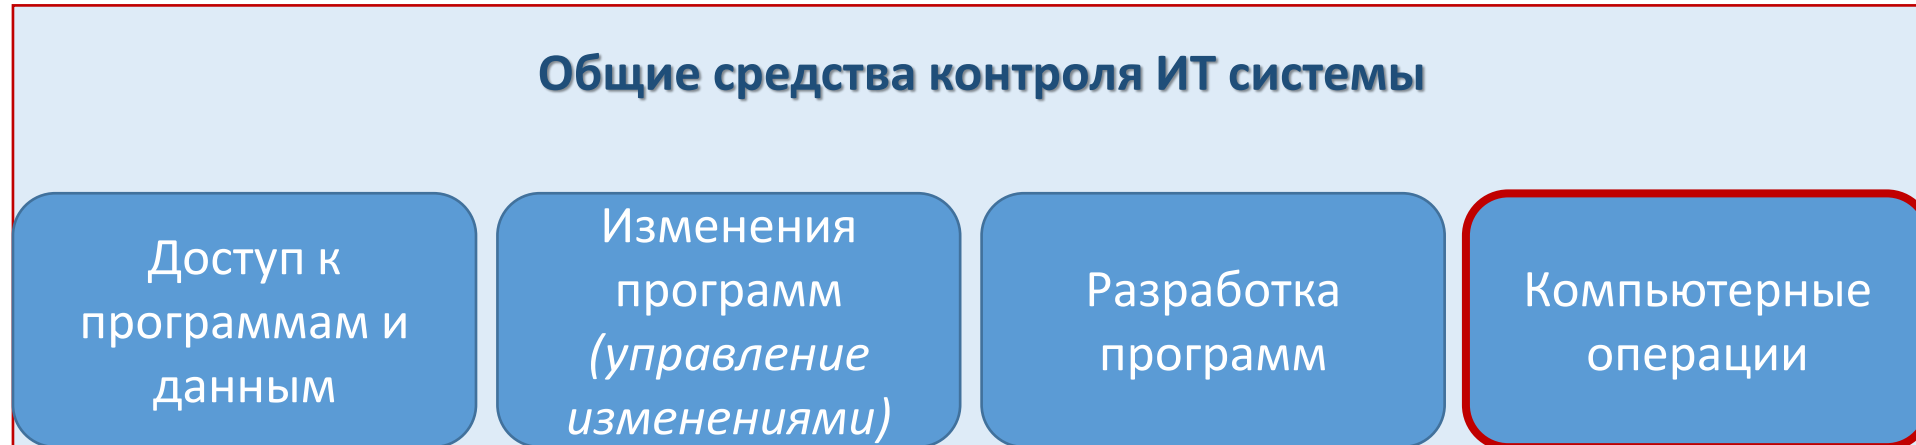 Общие средства контроля ИТ системы
Доступ к
программам и
данным
Изменения
программ
(управление
изменениями)
Разработка
программ
Компьютерные
операции